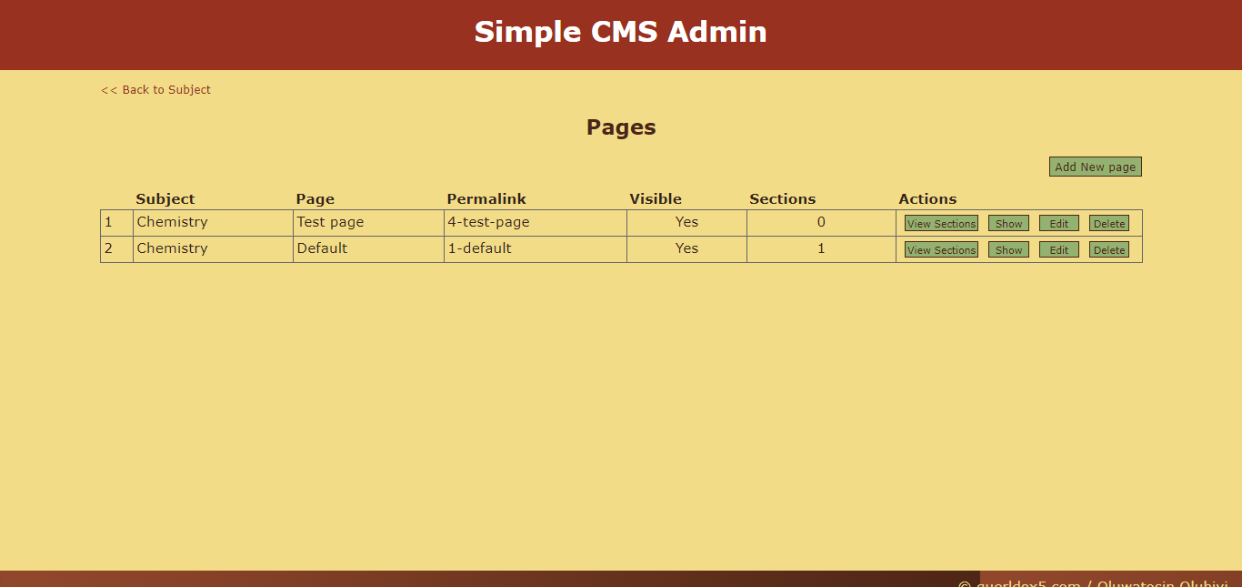 Simple CMS Admin
<< Back to Subject
Pages
Add New page
Subject Page Permalink Visible Sections Actions
1 Chemistry Test page 4-test-page Yes 0 View Sections Show Edit Delete
2 Chemistry Default 1-default Yes 1 View Sections Show Edit Delete
© querldox5.com / Oluwatosin Olubiyi